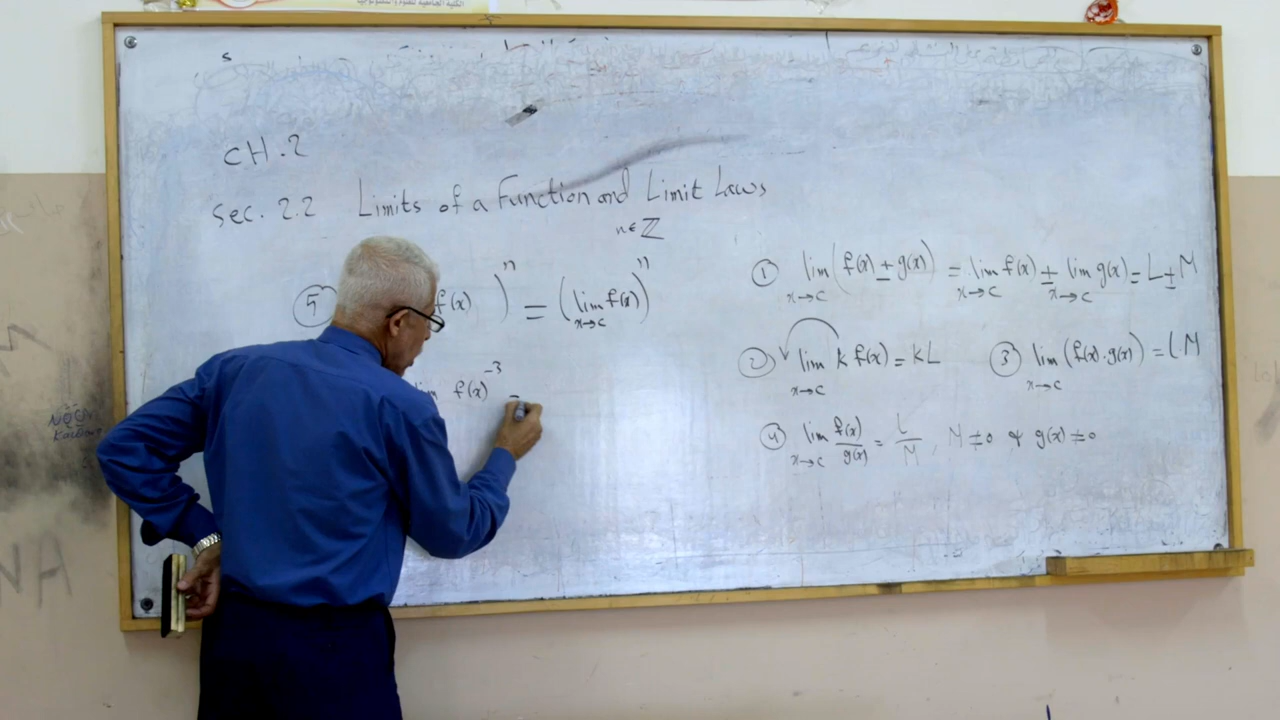 CH.2
Sec. 2.2 Limits of a Function and Limit Laws
n∈ℤ
⑤ f(x) )ⁿ = (lim f(x))ⁿ
x→c
f(x)⁻³ =
① lim (f(x) ± g(x)) = lim f(x) ± lim g(x) = L ± M
x→c x→c x→c
② lim k f(x) = kL ③ lim (f(x).g(x)) = L.M
x→c x→c
④ lim f(x)/g(x) = L/M , M≠0 & g(x)≠0
x→c